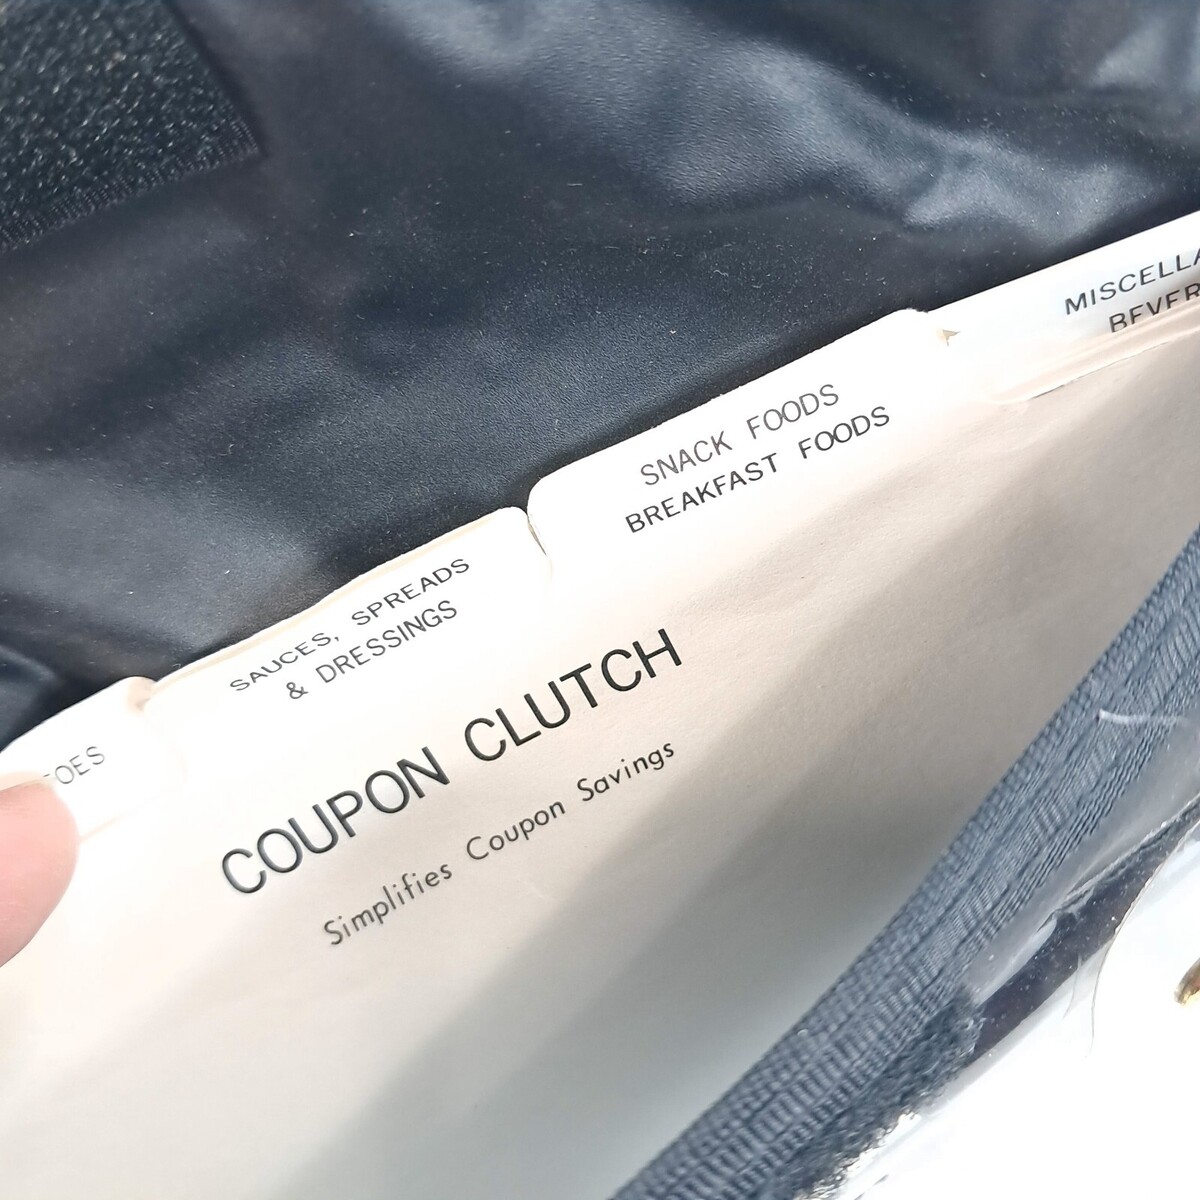 MISCELLA
BEVER
SNACK FOODS
BREAKFAST FOODS
SAUCES, SPREADS
& DRESSINGS
OES
COUPON CLUTCH
Simplifies Coupon Savings